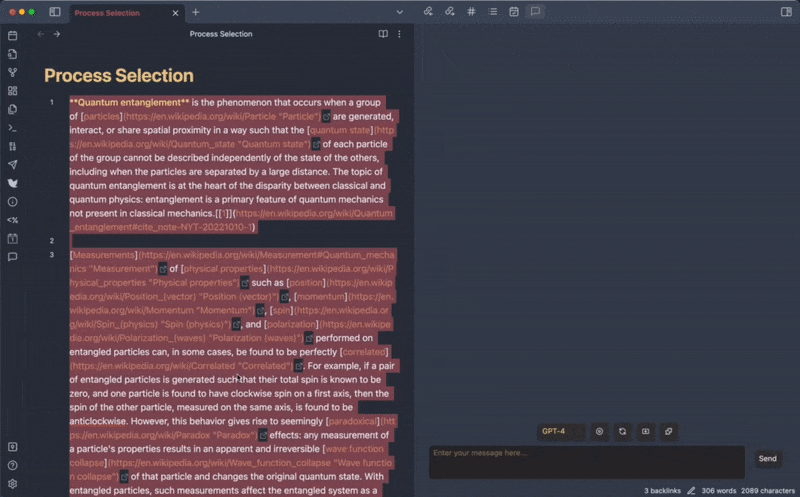 Process Selection
Process Selection
Process Selection
1
**Quantum entanglement** is the phenomenon that occurs when a group
of [particles](https://en.wikipedia.org/wiki/Particle "Particle") are generated,
interact, or share spatial proximity in a way such that the [quantum state](http
s://en.wikipedia.org/wiki/Quantum_state "Quantum state") of each particle
of the group cannot be described independently of the state of the others,
including when the particles are separated by a large distance. The topic of
quantum entanglement is at the heart of the disparity between classical and
quantum physics: entanglement is a primary feature of quantum mechanics
not present in classical mechanics.[[1]](https://en.wikipedia.org/wiki/Quantum
_entanglement#cite_note-NYT-20221010-1)
2
3
[Measurements](https://en.wikipedia.org/wiki/Measurement#Quantum_mecha
nics "Measurement") of [physical properties](https://en.wikipedia.org/wiki/P
hysical_properties "Physical properties") such as [position](https://en.wikip
edia.org/wiki/Position_(vector) "Position (vector)"), [momentum](https://en.
wikipedia.org/wiki/Momentum "Momentum"), [spin](https://en.wikipedia.or
g/wiki/Spin_(physics) "Spin (physics)"), and [polarization](https://en.wikipe
dia.org/wiki/Polarization_(waves) "Polarization (waves)") performed on
entangled particles can, in some cases, be found to be perfectly [correlated]
(https://en.wikipedia.org/wiki/Correlated "Correlated"). For example, if a pair
of entangled particles is generated such that their total spin is known to be
zero, and one particle is found to have clockwise spin on a first axis, then the
spin of the other particle, measured on the same axis, is found to be
anticlockwise. However, this behavior gives rise to seemingly [paradoxical](htt
ps://en.wikipedia.org/wiki/Paradox "Paradox") effects: any measurement of
a particle's properties results in an apparent and irreversible [wave function
collapse](https://en.wikipedia.org/wiki/Wave_function_collapse "Wave functio
n collapse") of that particle and changes the original quantum state. With
entangled particles, such measurements affect the entangled system as a
GPT-4
Enter your message here...
Send
3 backlinks 306 words 2089 characters